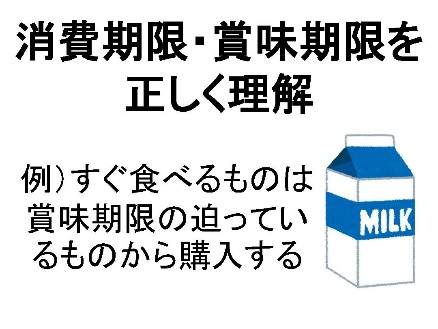 消費期限・賞味期限を
正しく理解
例）すぐ食べるものは
賞味期限の迫ってい
るものから購入する
MILK